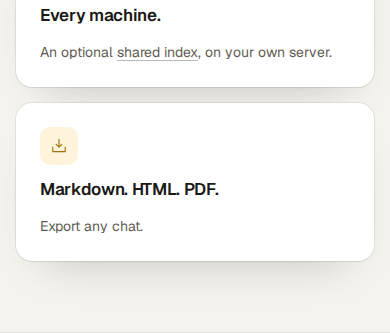 Every machine.
An optional shared index, on your own server.
Markdown. HTML. PDF.
Export any chat.